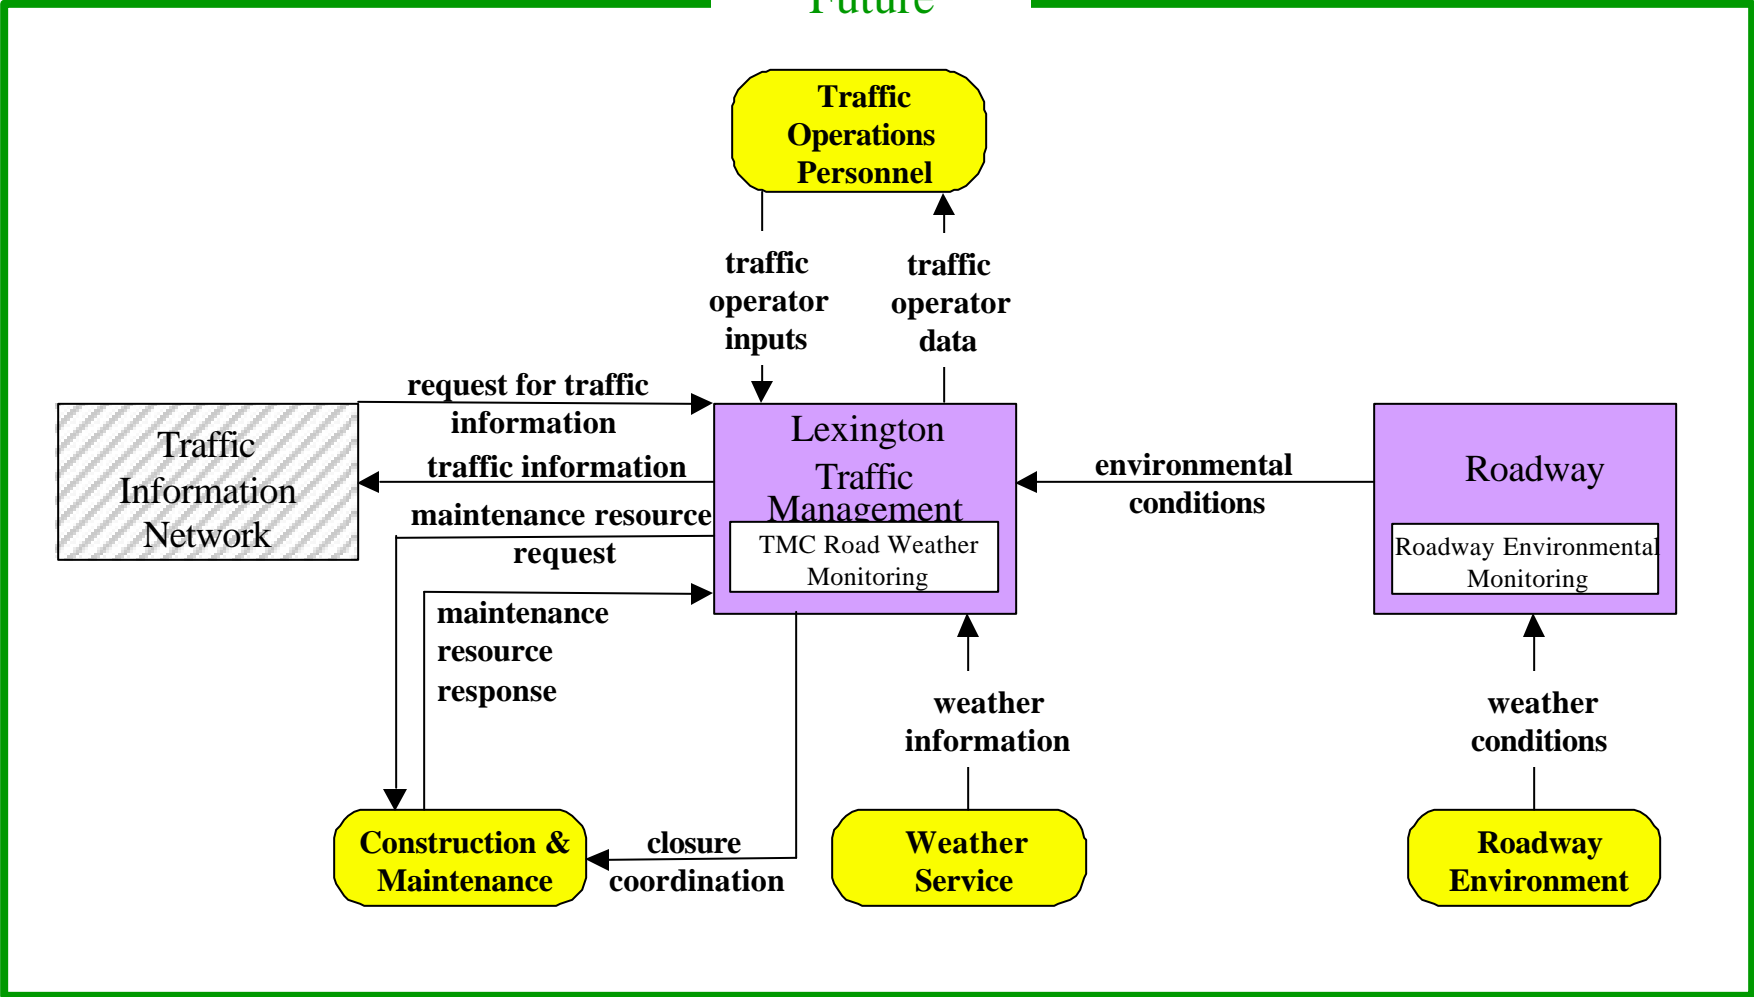 Future
Traffic
Operations
Personnel
traffic
operator
inputs
traffic
operator
data
request for traffic
information
traffic information
maintenance resource
request
maintenance
resource
response
Traffic
Information
Network
Lexington
Traffic
Management
TMC Road Weather
Monitoring
environmental
conditions
Roadway
Roadway Environmental
Monitoring
weather
information
weather
conditions
Construction &
Maintenance
closure
coordination
Weather
Service
Roadway
Environment